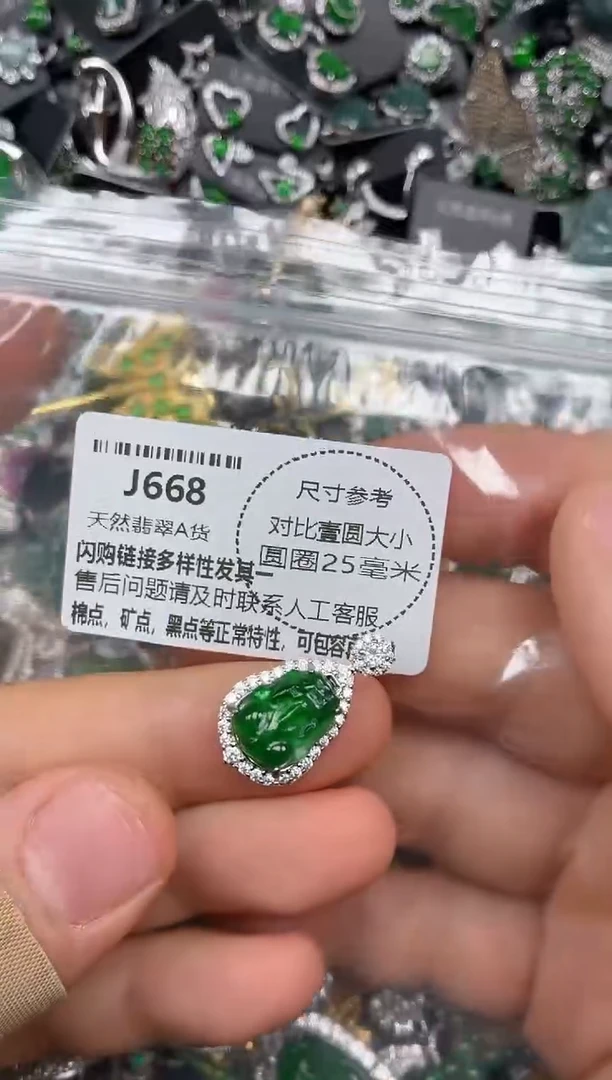 J668
尺寸参考
天然翡翠A货
对比壹圆大小
圆圈25毫米
闪购链接多样性发其一
售后问题请及时联系人工客服
棉点，矿点，黑点等正常特性，可包容